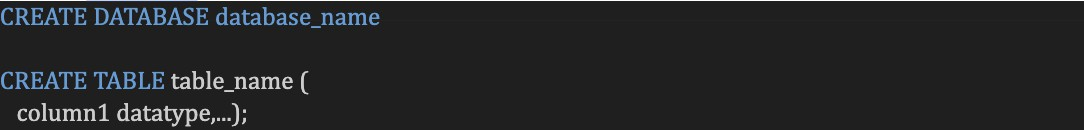 CREATE DATABASE database_name
CREATE TABLE table_name (
column1 datatype,...);